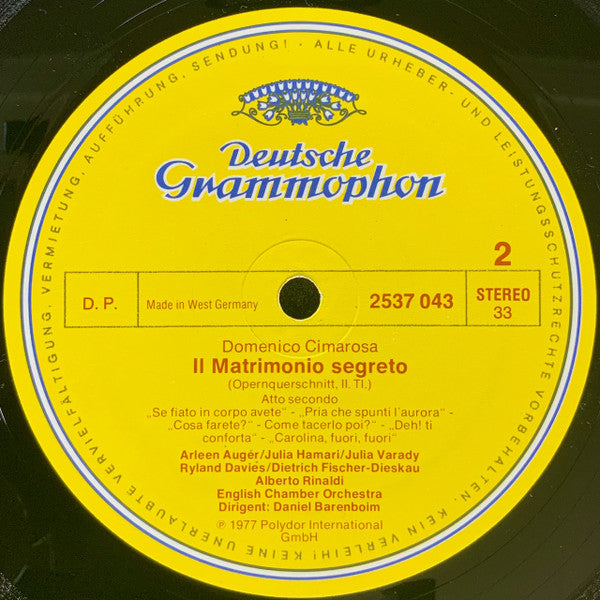 ALLE URHEBER- UND LEISTUNGSSCHUTZRECHTE VORBEHALTEN. KEIN VERLEIH! KEINE UNERLAUBTE VERVIELFÄLTIGUNG, VERMIETUNG, AUFFÜHRUNG, SENDUNG! ·
Deutsche
Grammophon
2
D. P.
Made in West Germany
2537 043
STEREO
33
Domenico Cimarosa
Il Matrimonio segreto
(Opernquerschnitt, II. Tl.)
Atto secondo
„Se fiato in corpo avete“ - „Pria che spunti l'aurora“ -
„Cosa farete?“ - Come tacerlo poi?“ - „Deh! ti
conforta“ - „Carolina, fuori, fuori“
Arleen Augér/Julia Hamari/Julia Varady
Ryland Davies/Dietrich Fischer-Dieskau
Alberto Rinaldi
English Chamber Orchestra
Dirigent: Daniel Barenboim
℗ 1977 Polydor International
GmbH